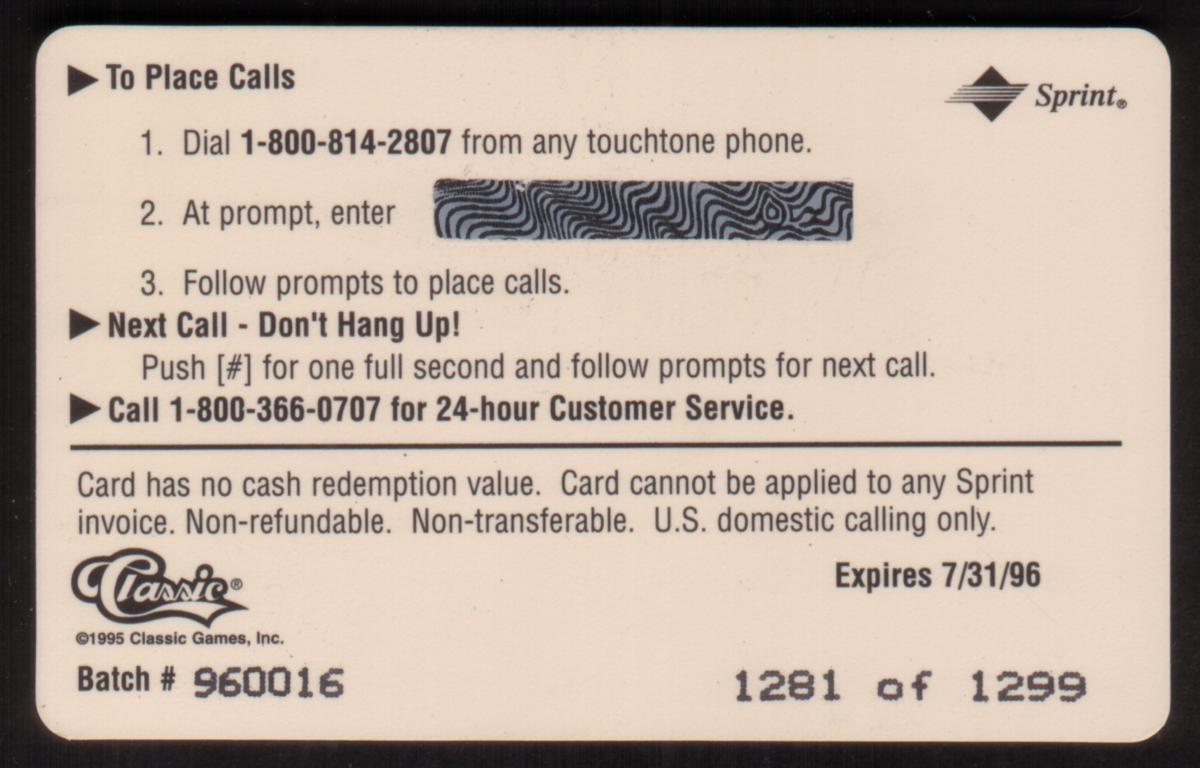 To Place Calls
Sprint®
1. Dial 1-800-814-2807 from any touchtone phone.
2. At prompt, enter
3. Follow prompts to place calls.
Next Call - Don't Hang Up!
Push [#] for one full second and follow prompts for next call.
Call 1-800-366-0707 for 24-hour Customer Service.
Card has no cash redemption value. Card cannot be applied to any Sprint
invoice. Non-refundable. Non-transferable. U.S. domestic calling only.
Classic®
Expires 7/31/96
©1995 Classic Games, Inc.
Batch # 960016
1281 of 1299